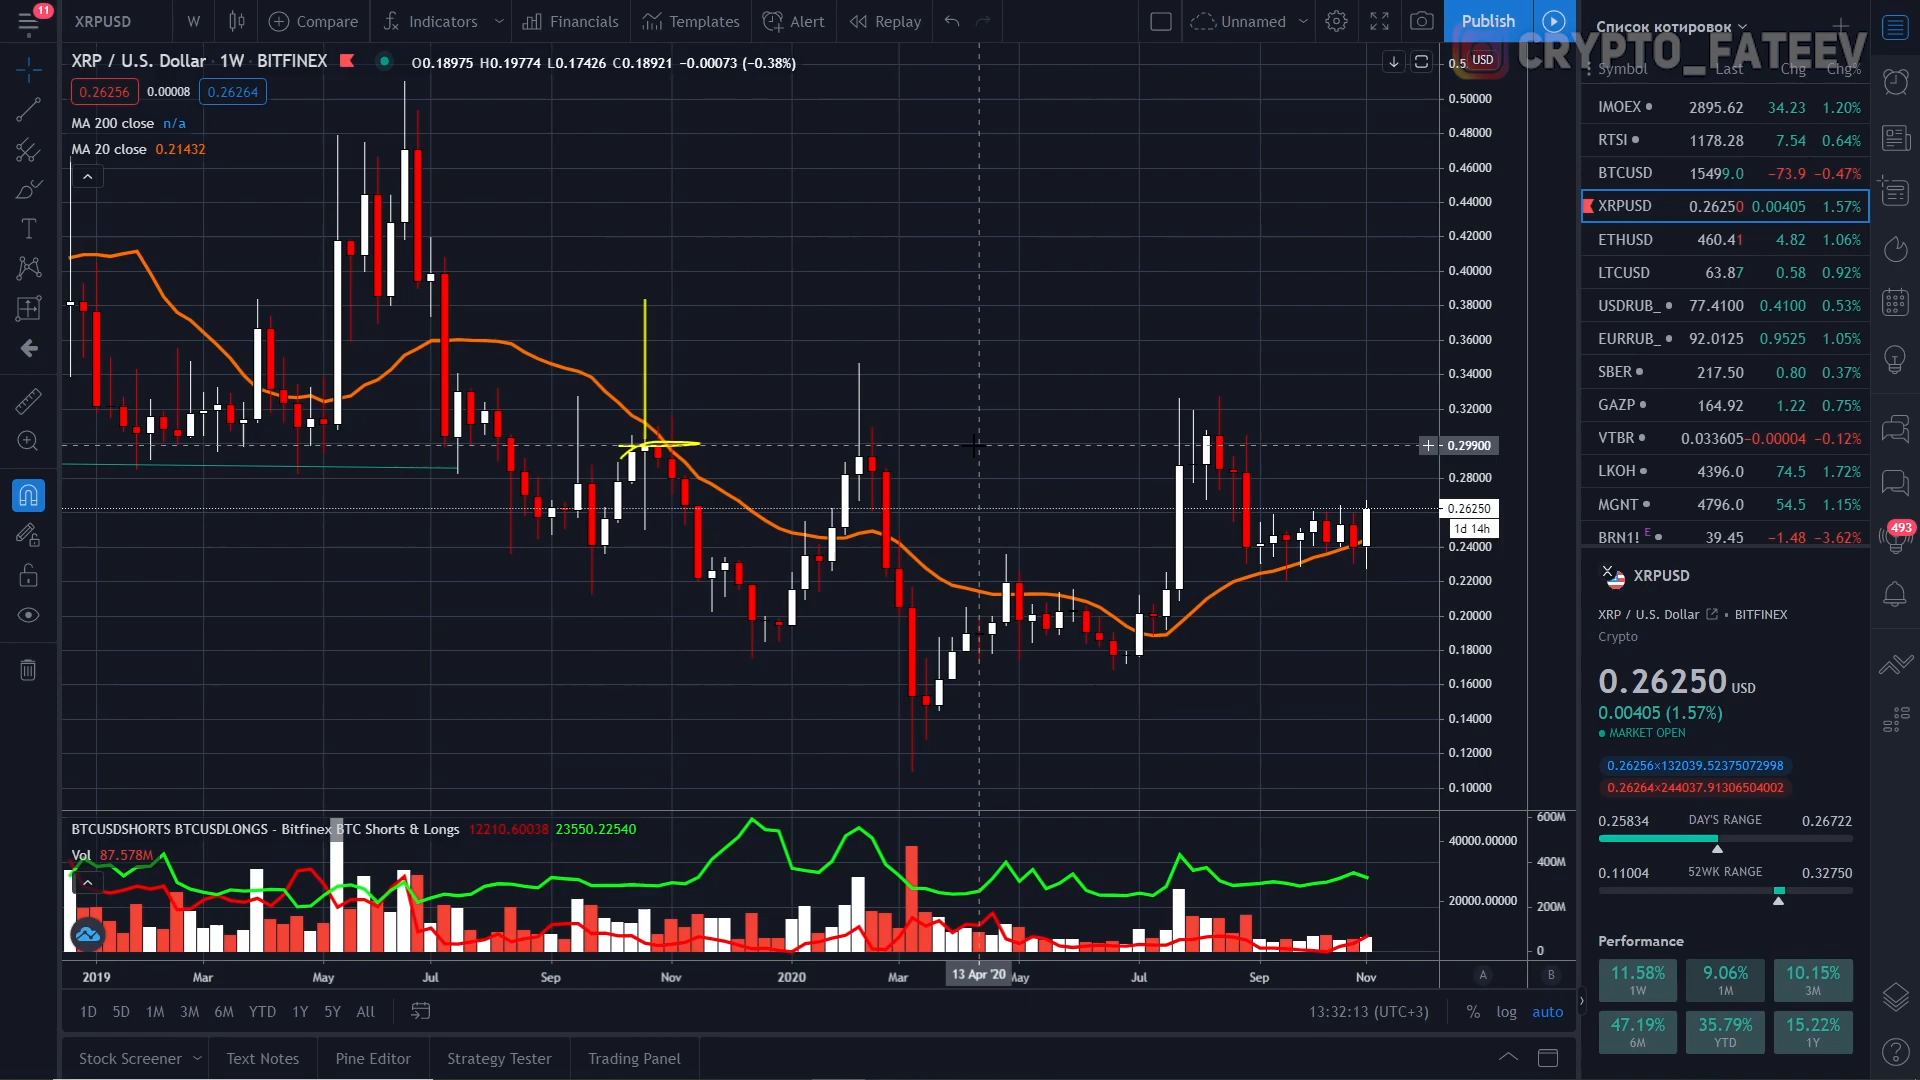 11
XRPUSD W Compare Indicators Financials Templates Alert Replay Unnamed Publish
XRP / U.S. Dollar 1W BITFINEX O0.18975 H0.19774 L0.17426 C0.18921 −0.00073 (−0.38%)
0.26256 0.00008 0.26264
MA 200 close n/a
MA 20 close 0.21432
USD
CRYPTO_FATEEV
0.50000
0.48000
0.46000
0.44000
0.42000
0.40000
0.38000
0.36000
0.34000
0.32000
0.29900
0.28000
0.26250
1d 14h
0.24000
0.22000
0.20000
0.18000
0.16000
0.14000
0.12000
0.10000
BTCUSDSHORTS BTCUSDLONGS - Bitfinex BTC Shorts & Longs 12210.60038 23550.22540
Vol 87.578M
600M
40000.00000
400M
20000.00000
200M
0
2019 Mar May Jul Sep Nov 2020 Mar 13 Apr '20 May Jul Sep Nov A B
1D 5D 1M 3M 6M YTD 1Y 5Y All 13:32:13 (UTC+3) % log auto
Stock Screener Text Notes Pine Editor Strategy Tester Trading Panel
Список котировок
Symbol Last Chg Chg%
IMOEX 2895.62 34.23 1.20%
RTSI 1178.28 7.54 0.64%
BTCUSD 15499.0 −73.9 −0.47%
XRPUSD 0.26250 0.00405 1.57%
ETHUSD 460.41 4.82 1.06%
LTCUSD 63.87 0.58 0.92%
USDRUB_ 77.4100 0.4100 0.53%
EURRUB_ 92.0125 0.9525 1.05%
SBER 217.50 0.80 0.37%
GAZP 164.92 1.22 0.75%
VTBR 0.033605 −0.00004 −0.12%
LKOH 4396.0 74.5 1.72%
MGNT 4796.0 54.5 1.15%
BRN1! E 39.45 −1.48 −3.62%
493
XRPUSD
XRP / U.S. Dollar • BITFINEX
Crypto
0.26250 USD
0.00405 (1.57%)
MARKET OPEN
0.26256×132039.52375072998
0.26264×244037.91306504002
0.25834 DAY'S RANGE 0.26722
0.11004 52WK RANGE 0.32750
Performance
11.58% 9.06% 10.15%
1W 1M 3M
47.19% 35.79% 15.22%
6M YTD 1Y